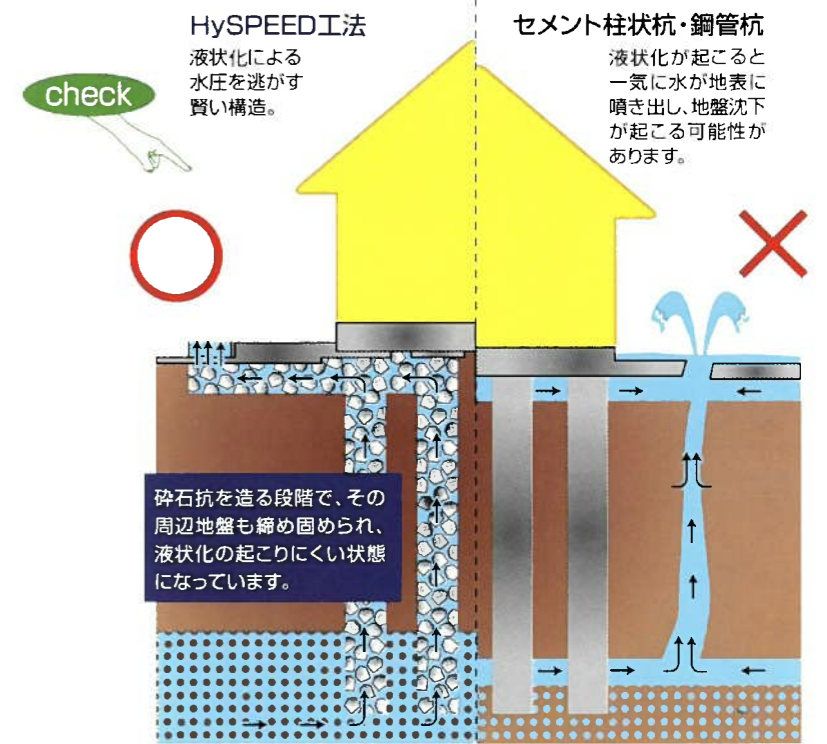 HySPEED工法
液状化による
水圧を逃がす
賢い構造。
check
セメント柱状杭・鋼管杭
液状化が起こると
一気に水が地表に
噴き出し、地盤沈下
が起こる可能性が
あります。
砕石抗を造る段階で、その
周辺地盤も締め固められ、
液状化の起こりにくい状態
になっています。